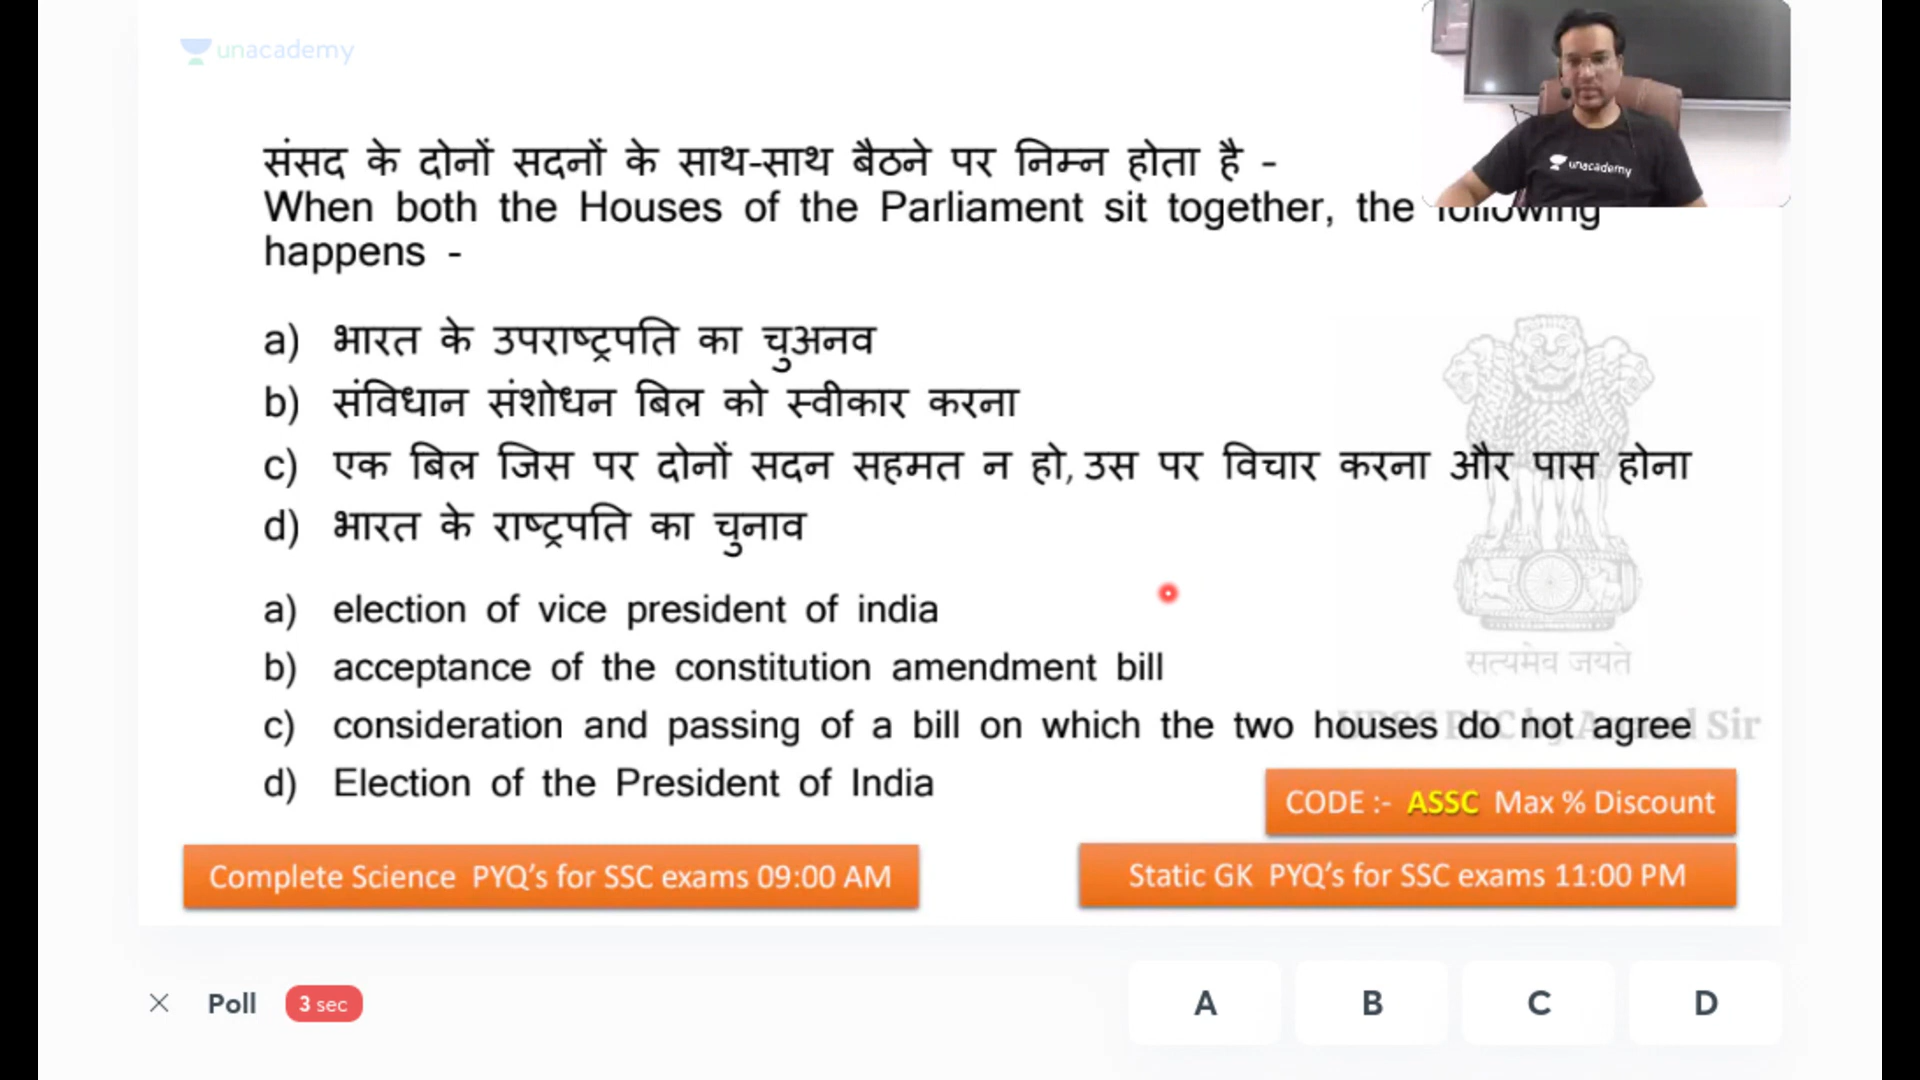 unacademy
unacademy
संसद के दोनों सदनों के साथ-साथ बैठने पर निम्न होता है -
When both the Houses of the Parliament sit together, the following
happens -
a) भारत के उपराष्ट्रपति का चुअनव
b) संविधान संशोधन बिल को स्वीकार करना
c) एक बिल जिस पर दोनों सदन सहमत न हो, उस पर विचार करना और पास होना
d) भारत के राष्ट्रपति का चुनाव
a) election of vice president of india
b) acceptance of the constitution amendment bill
सत्यमेव जयते
c) consideration and passing of a bill on which the two houses do not agree
Sir
d) Election of the President of India
CODE :- ASSC Max % Discount
Complete Science PYQ's for SSC exams 09:00 AM
Static GK PYQ's for SSC exams 11:00 PM
Poll 3 sec
A B C D